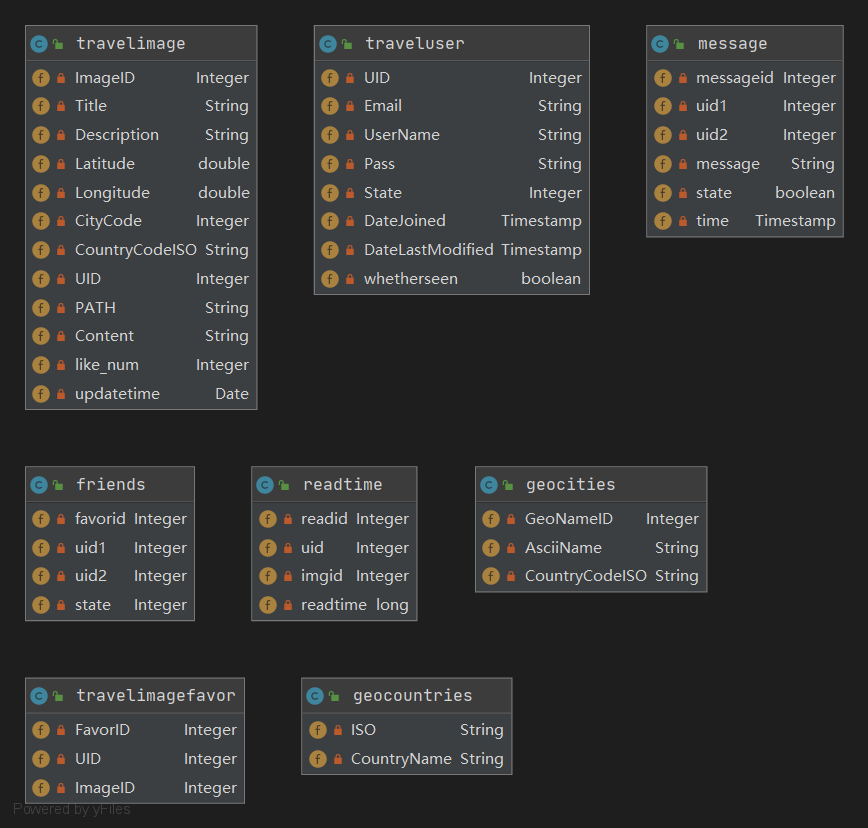 travelimage
ImageID Integer
Title String
Description String
Latitude double
Longitude double
CityCode Integer
CountryCodeISO String
UID Integer
PATH String
Content String
like_num Integer
updatetime Date
traveluser
UID Integer
Email String
UserName String
Pass String
State Integer
DateJoined Timestamp
DateLastModified Timestamp
whetherseen boolean
message
messageid Integer
uid1 Integer
uid2 Integer
message String
state boolean
time Timestamp
friends
favorid Integer
uid1 Integer
uid2 Integer
state Integer
readtime
readid Integer
uid Integer
imgid Integer
readtime long
geocities
GeoNameID Integer
AsciiName String
CountryCodeISO String
travelimagefavor
FavorID Integer
UID Integer
ImageID Integer
geocountries
ISO String
CountryName String
Powered by yFiles